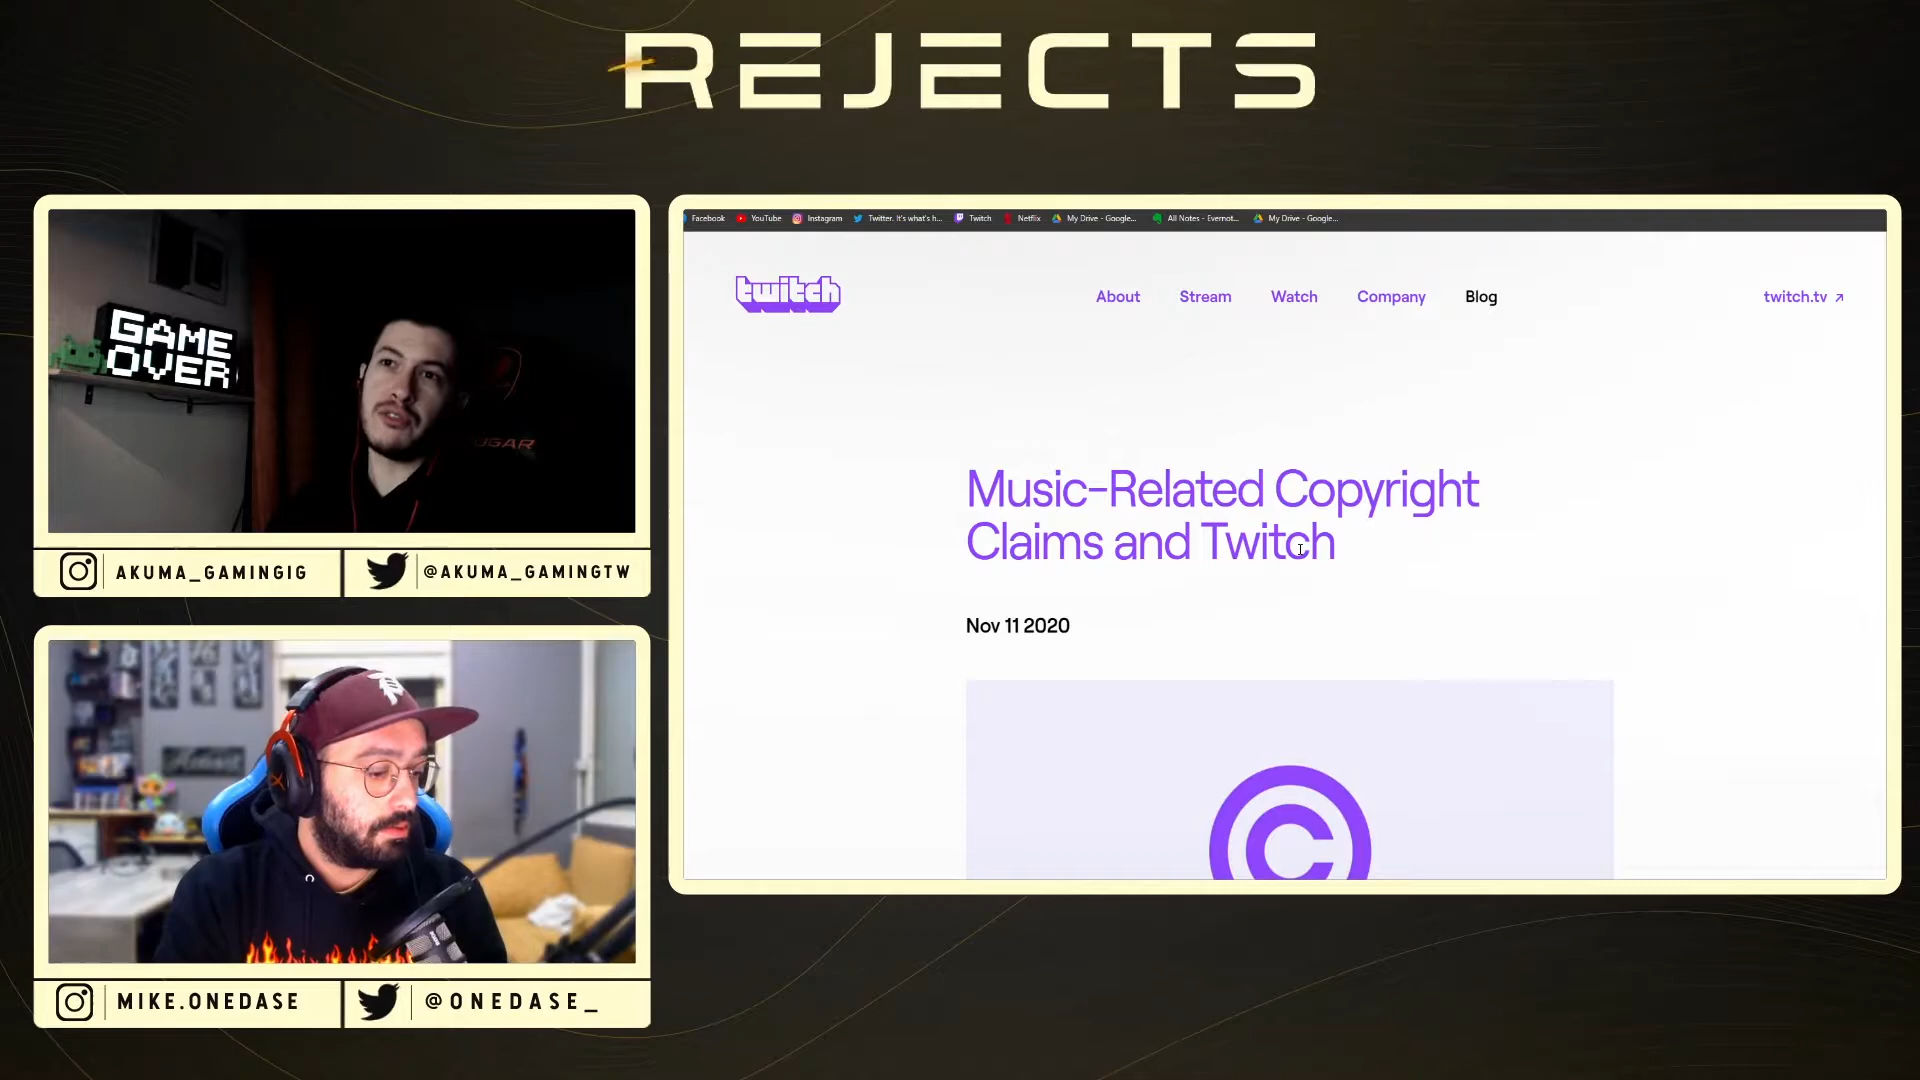 REJECTS
GAME
OVER
UGAR
AKUMA_GAMINGIG
@AKUMA_GAMINGTW
MIKE.ONEDASE
@ONEDASE_
Facebook YouTube Instagram Twitter. It's what's h... Twitch Netflix My Drive - Google... All Notes - Evernot... My Drive - Google...
twitch About Stream Watch Company Blog twitch.tv ↗
Music-Related Copyright
Claims and Twitch
Nov 11 2020
©